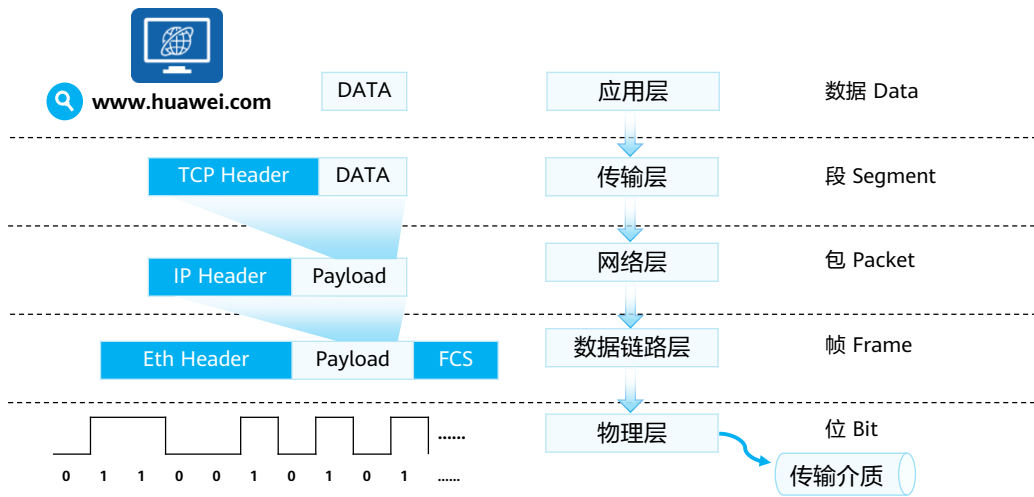 www.huawei.com
DATA
应用层
数据 Data
TCP Header
DATA
传输层
段 Segment
IP Header
Payload
网络层
包 Packet
Eth Header
Payload
FCS
数据链路层
帧 Frame
......
物理层
位 Bit
0 1 1 0 0 1 0 1 0 1 ......
传输介质